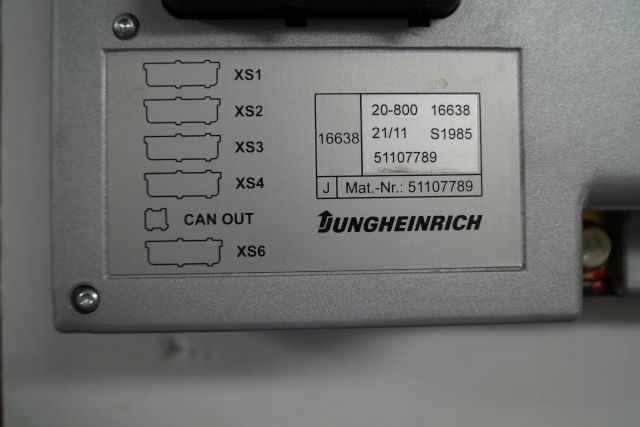 XS1
XS2
XS3
XS4
CAN OUT
XS6
16638
20-800 16638
21/11 S1985
51107789
J Mat.-Nr.: 51107789
JUNGHEINRICH